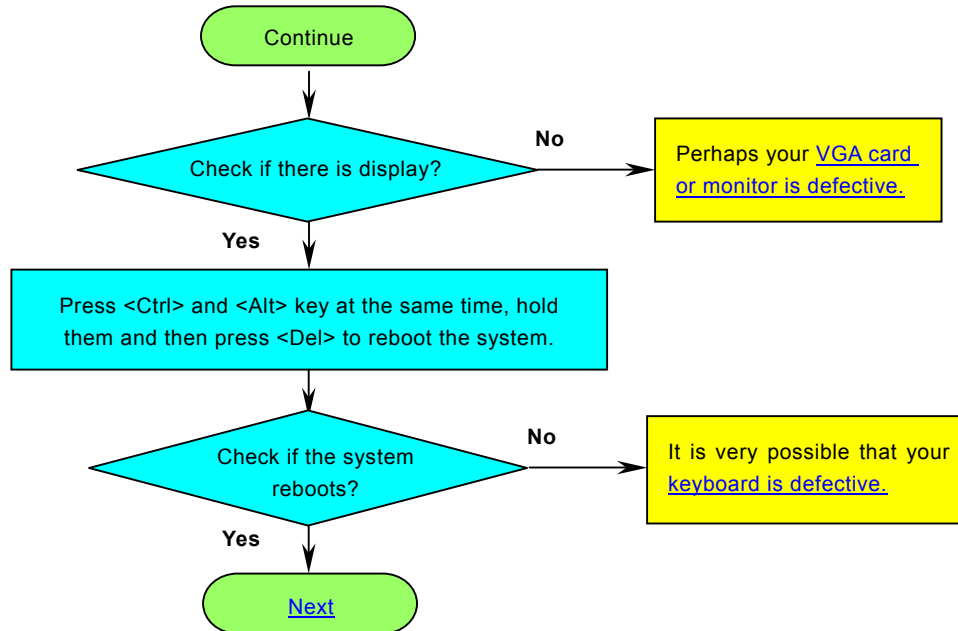 Continue
Check if there is display?
No
Perhaps your VGA card
or monitor is defective.
Yes
Press <Ctrl> and <Alt> key at the same time, hold
them and then press <Del> to reboot the system.
Check if the system
reboots?
No
It is very possible that your
keyboard is defective.
Yes
Next